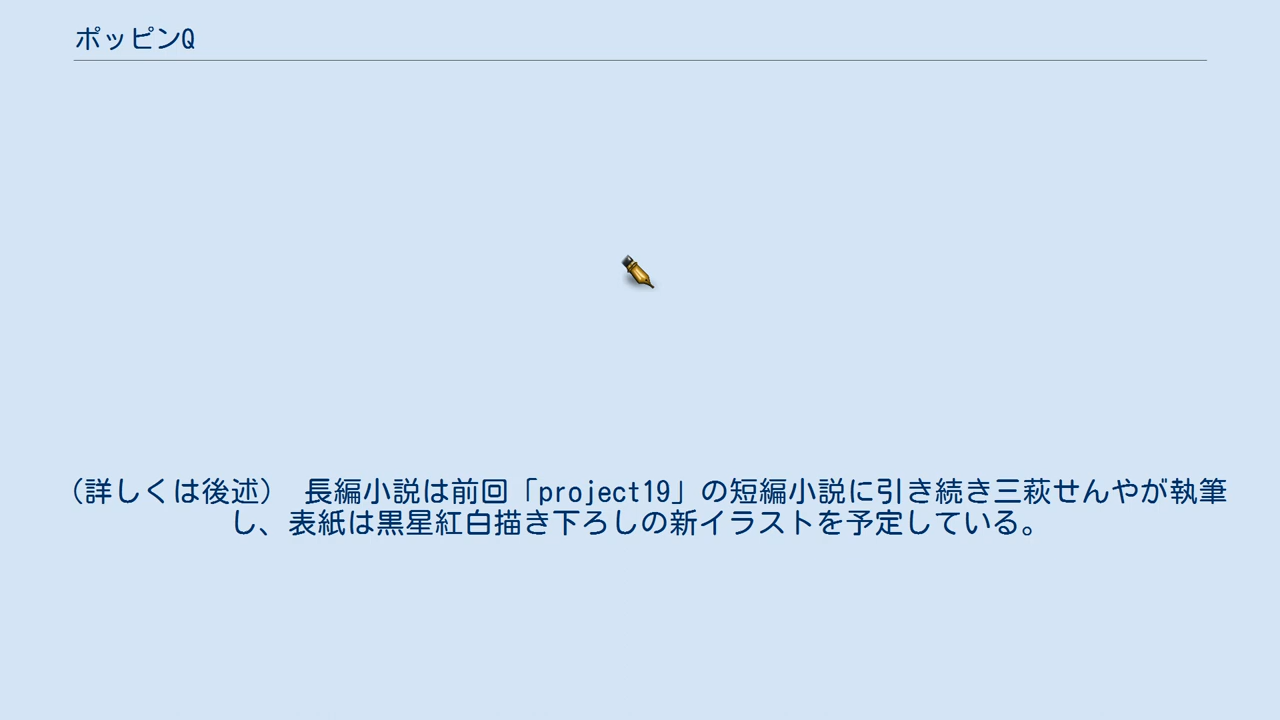 ポッピンQ
（詳しくは後述） 長編小説は前回「project19」の短編小説に引き続き三萩せんやが執筆
し、表紙は黒星紅白描き下ろしの新イラストを予定している。